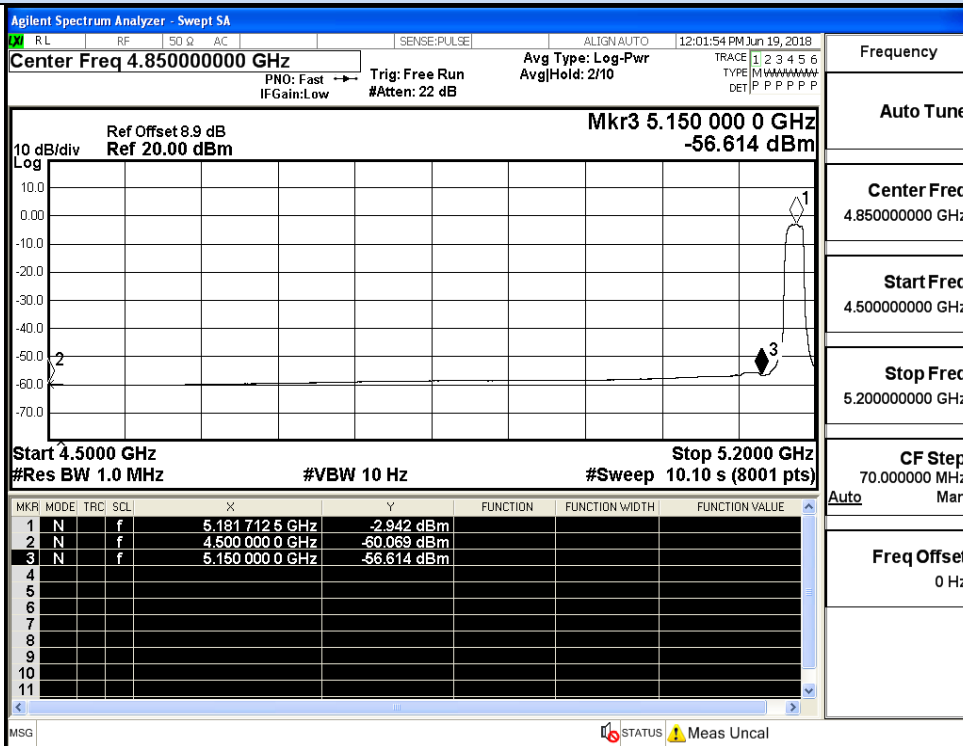 Agilent Spectrum Analyzer - Swept SA
LXI RL RF 50 Ω AC SENSE:PULSE ALIGN AUTO 12:01:54 PM Jun 19, 2018
Center Freq 4.850000000 GHz
PNO: Fast
IFGain:Low
Trig: Free Run
#Atten: 22 dB
Avg Type: Log-Pwr
Avg|Hold: 2/10
TRACE 1 2 3 4 5 6
TYPE M WWWWW
DET P P P P P P
Ref Offset 8.9 dB
10 dB/div Ref 20.00 dBm
Log
Mkr3 5.150 000 0 GHz
-56.614 dBm
10.0
0.00
-10.0
-20.0
-30.0
-40.0
-50.0
-60.0
-70.0
1
2
3
Start 4.5000 GHz Stop 5.2000 GHz
#Res BW 1.0 MHz #VBW 10 Hz #Sweep 10.10 s (8001 pts)
MKR MODE TRC SCL X Y FUNCTION FUNCTION WIDTH FUNCTION VALUE
1 N f 5.181 712 5 GHz -2.942 dBm
2 N f 4.500 000 0 GHz -60.069 dBm
3 N f 5.150 000 0 GHz -56.614 dBm
4
5
6
7
8
9
10
11
MSG STATUS Meas Uncal
Frequency
Auto Tune
Center Freq
4.850000000 GHz
Start Freq
4.500000000 GHz
Stop Freq
5.200000000 GHz
CF Step
70.000000 MHz
Auto Man
Freq Offset
0 Hz